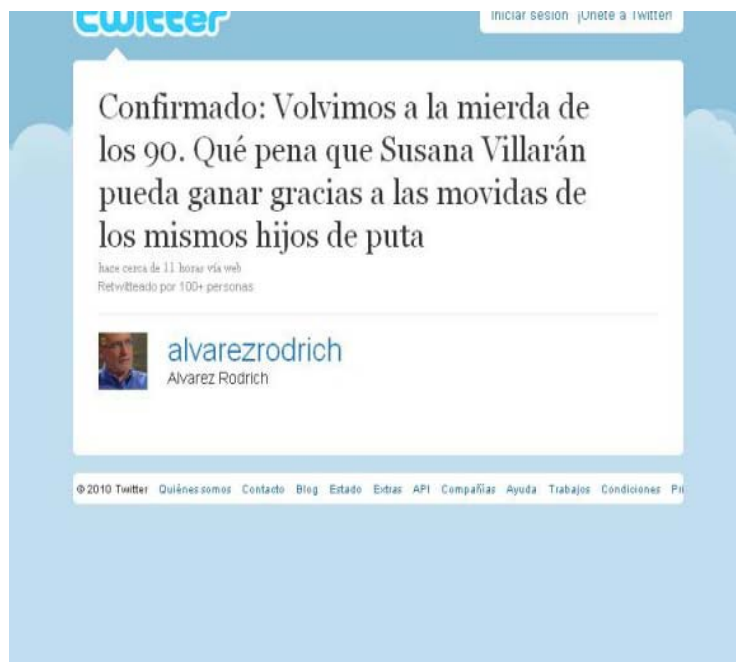 twitter
Iniciar sesión ¡Únete a Twitter!
Confirmado: Volvimos a la mierda de
los 90. Qué pena que Susana Villarán
pueda ganar gracias a las movidas de
los mismos hijos de puta
hace cerca de 11 horas vía web
Retwitteado por 100+ personas
alvarezrodrich
Alvarez Rodrich
© 2010 Twitter Quiénes somos Contacto Blog Estado Extras API Compañías Ayuda Trabajos Condiciones